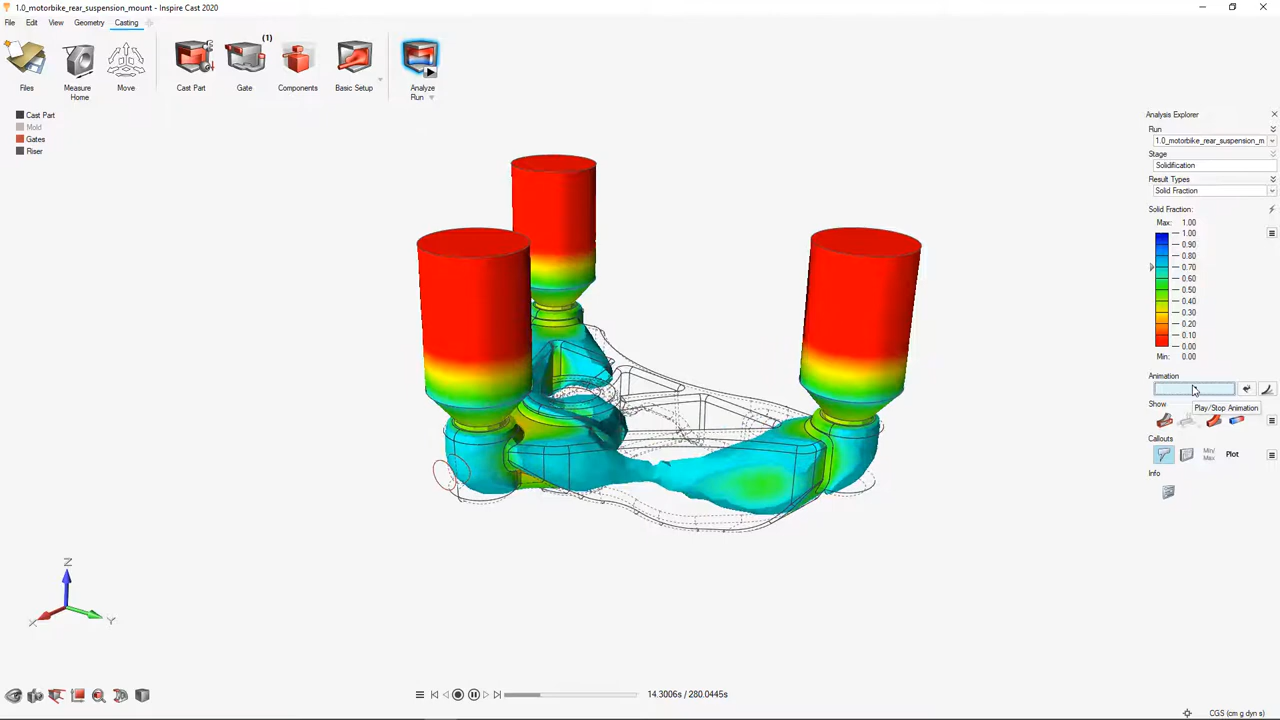 1.0_motorbike_rear_suspension_mount - Inspire Cast 2020
File Edit View Geometry Casting
(1)
Files
Measure
Home
Move
Cast Part
Gate
Components
Basic Setup
Analyze
Run
Cast Part
Mold
Gates
Riser
Analysis Explorer
Run
1.0_motorbike_rear_suspension_m
Stage
Solidification
Result Types
Solid Fraction
Solid Fraction:
Max: 1.00
1.00
0.90
0.80
0.70
0.60
0.50
0.40
0.30
0.20
0.10
0.00
Min: 0.00
Animation
Play/Stop Animation
Show
Callouts
Min/
Max
Plot
Info
Z
X
Y
14.3006s / 280.0445s
CGS (cm g dyn s)